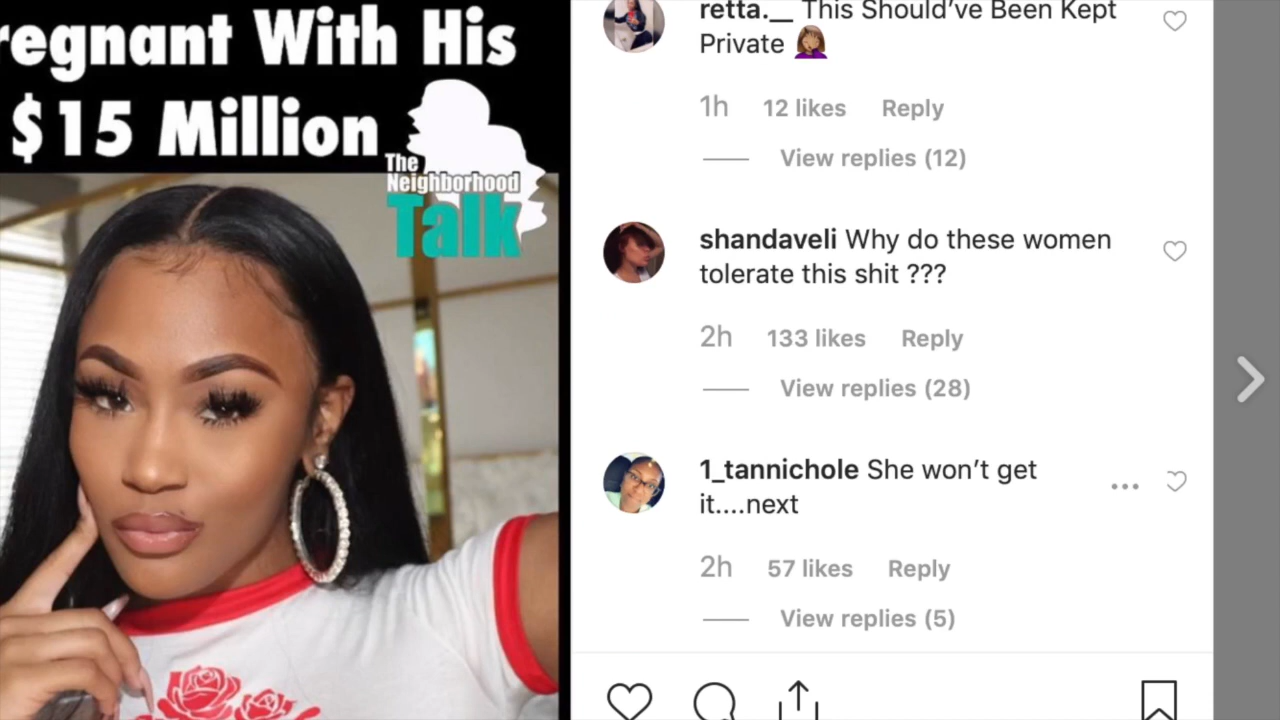 regnant With His
$15 Million
The
Neighborhood
Talk
retta.__ This Should’ve Been Kept
Private
1h 12 likes Reply
View replies (12)
shandaveli Why do these women
tolerate this shit ???
2h 133 likes Reply
View replies (28)
1_tannichole She won’t get
it....next
2h 57 likes Reply
View replies (5)